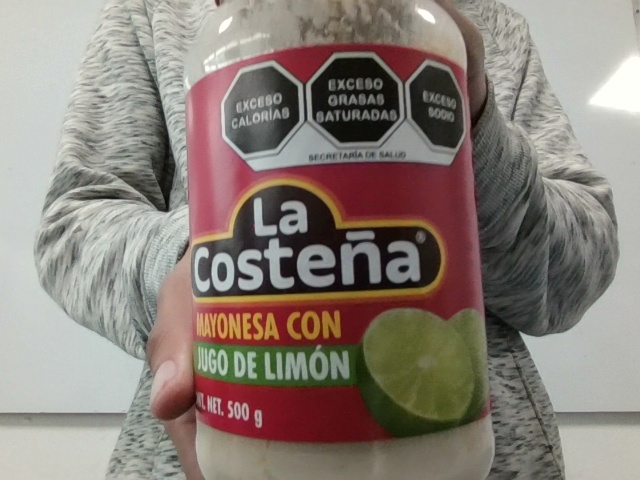 EXCESO
CALORÍAS
EXCESO
GRASAS
SATURADAS
EXCESO
SODIO
SECRETARÍA DE SALUD
La
Costeña®
MAYONESA CON
JUGO DE LIMÓN
NET. 500 g